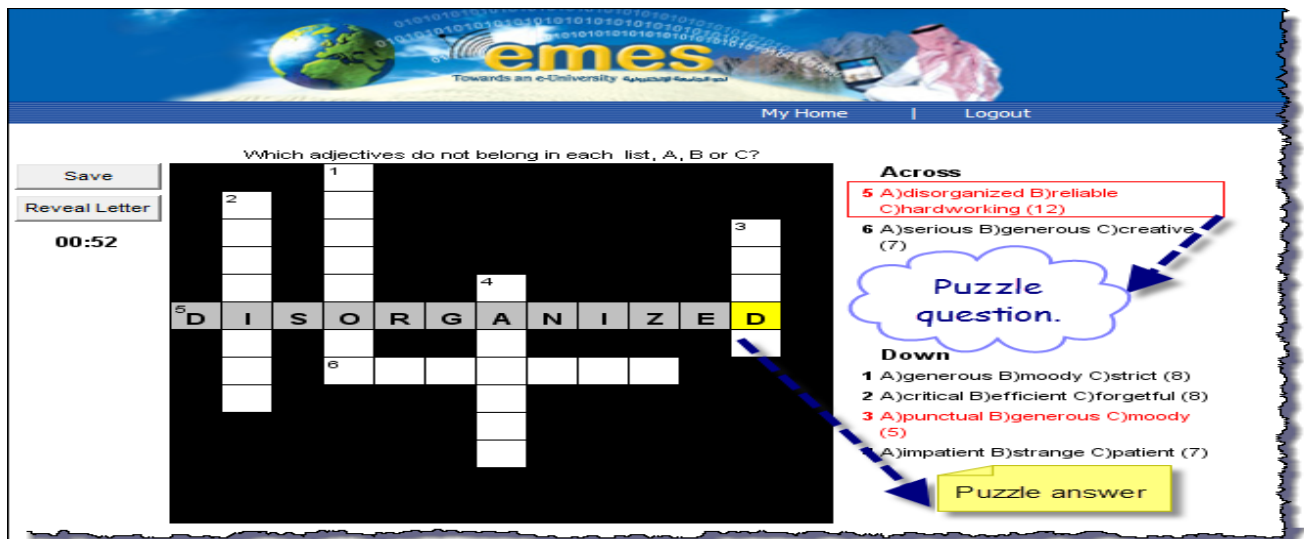 emes
Towards an e-University نحو الجامعة الإلكترونية
My Home | Logout
Which adjectives do not belong in each list, A, B or C?
Save
Reveal Letter
00:52
1
2
3
4
5 D I S O R G A N I Z E D
6
Across
5 A)disorganized B)reliable
C)hardworking (12)
6 A)serious B)generous C)creative
(7)
Puzzle
question.
Down
1 A)generous B)moody C)strict (8)
2 A)critical B)efficient C)forgetful (8)
3 A)punctual B)generous C)moody
(5)
A)impatient B)strange C)patient (7)
Puzzle answer